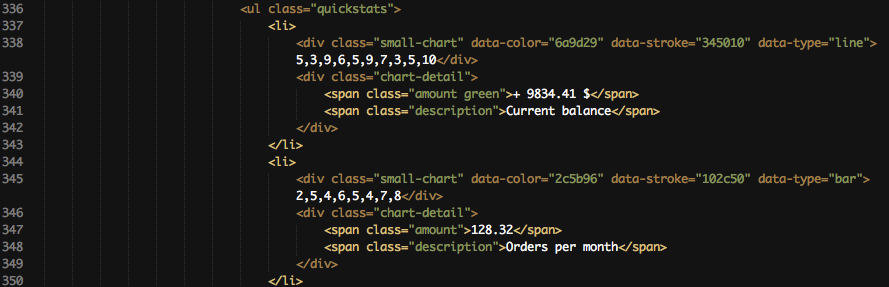 336 <ul class="quickstats">
337 <li>
338 <div class="small-chart" data-color="6a9d29" data-stroke="345010" data-type="line">
5,3,9,6,5,9,7,3,5,10</div>
339 <div class="chart-detail">
340 <span class="amount green">+ 9834.41 $</span>
341 <span class="description">Current balance</span>
342 </div>
343 </li>
344 <li>
345 <div class="small-chart" data-color="2c5b96" data-stroke="102c50" data-type="bar">
2,5,4,6,5,4,7,8</div>
346 <div class="chart-detail">
347 <span class="amount">128.32</span>
348 <span class="description">Orders per month</span>
349 </div>
350 </li>